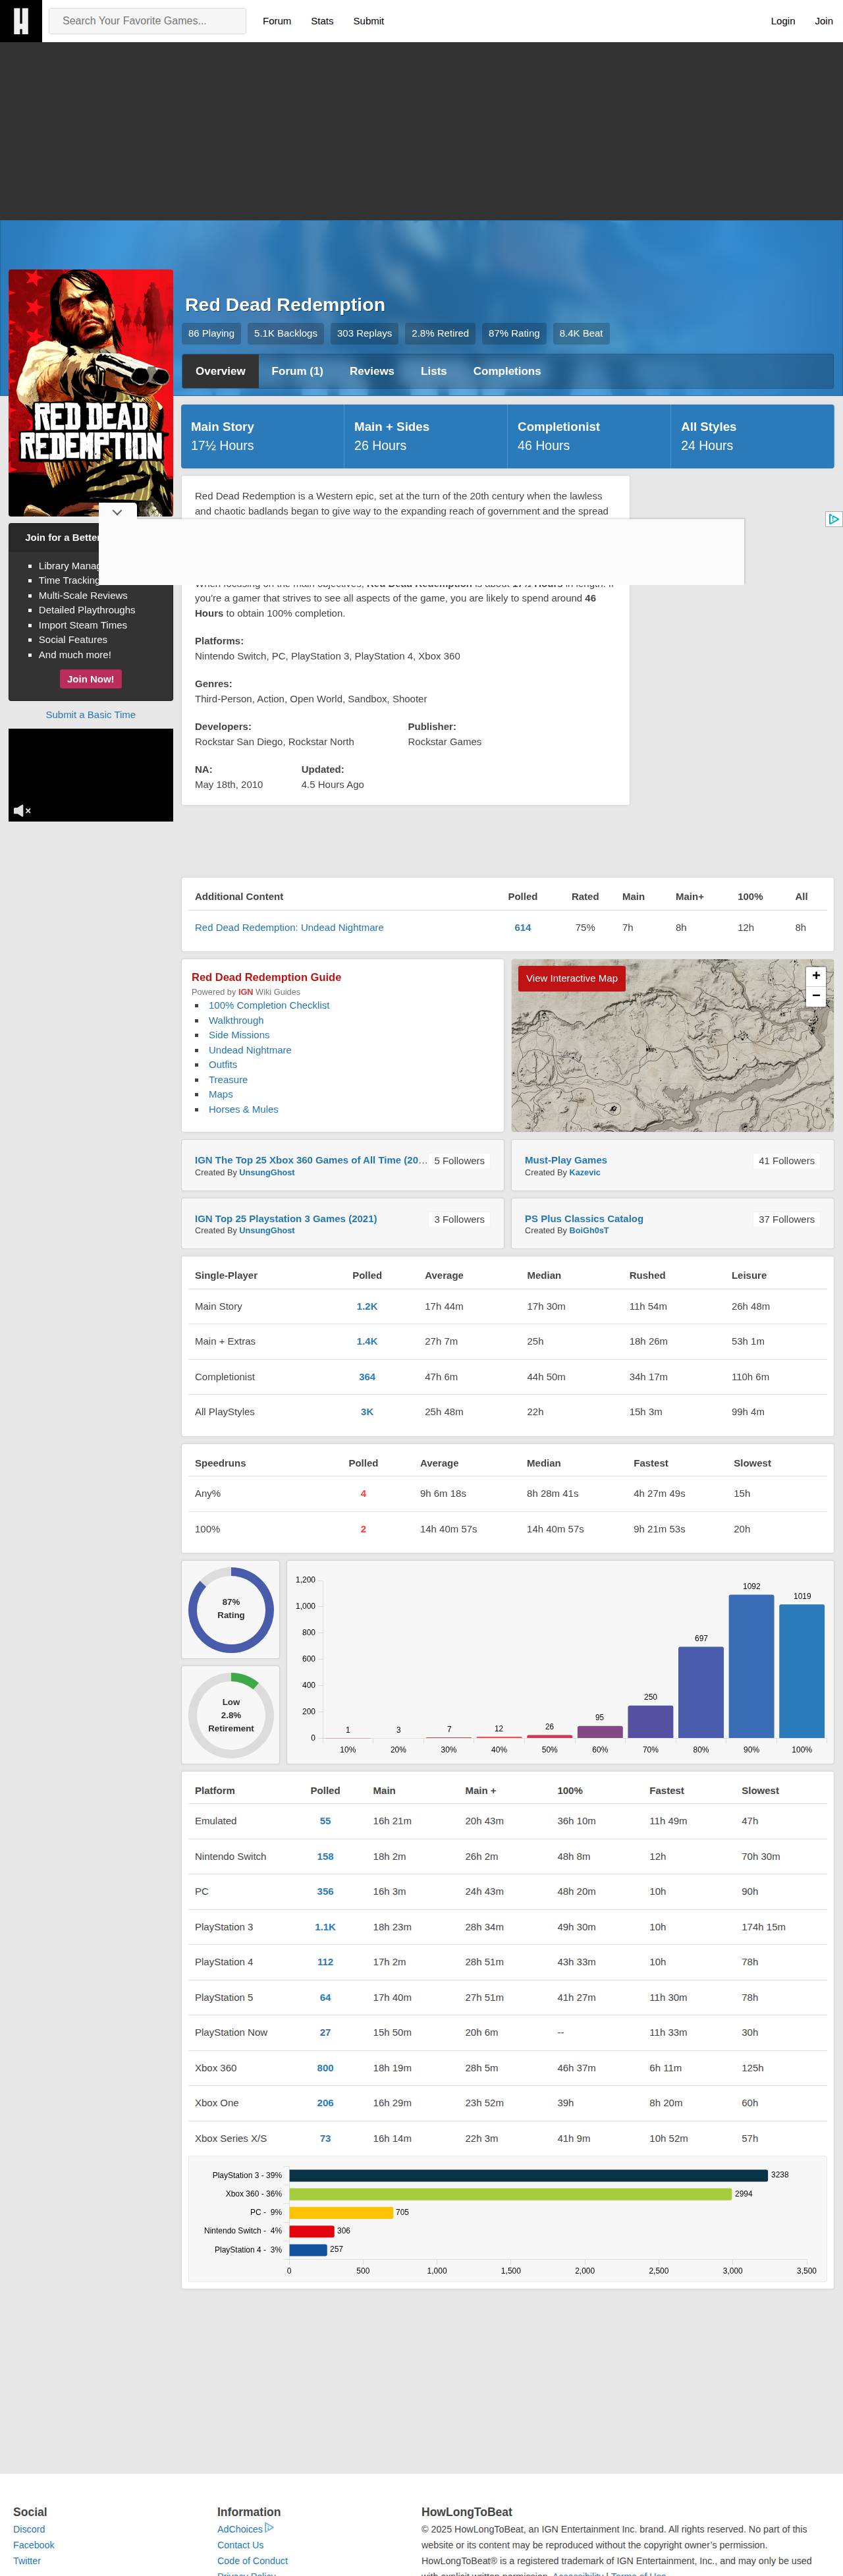 Search Your Favorite Games...
Forum
Stats
Submit
Login
Join
Red Dead Redemption
86 Playing
5.1K Backlogs
303 Replays
2.8% Retired
87% Rating
8.4K Beat
Overview
Forum (1)
Reviews
Lists
Completions
RED DEAD
REDEMPTION
Main Story
17½ Hours
Main + Sides
26 Hours
Completionist
46 Hours
All Styles
24 Hours
Join for a Better
Library Manag
Time Tracking
Multi-Scale Reviews
Detailed Playthroughs
Import Steam Times
Social Features
And much more!
Join Now!
Submit a Basic Time
Red Dead Redemption is a Western epic, set at the turn of the 20th century when the lawless
and chaotic badlands began to give way to the expanding reach of government and the spread
When focusing on the main objectives, Red Dead Redemption is about 17½ Hours in length. If
you're a gamer that strives to see all aspects of the game, you are likely to spend around 46
Hours to obtain 100% completion.
Platforms:
Nintendo Switch, PC, PlayStation 3, PlayStation 4, Xbox 360
Genres:
Third-Person, Action, Open World, Sandbox, Shooter
Developers:
Rockstar San Diego, Rockstar North
Publisher:
Rockstar Games
NA:
May 18th, 2010
Updated:
4.5 Hours Ago
Additional Content Polled Rated Main Main+ 100% All
Red Dead Redemption: Undead Nightmare 614 75% 7h 8h 12h 8h
Red Dead Redemption Guide
Powered by IGN Wiki Guides
100% Completion Checklist
Walkthrough
Side Missions
Undead Nightmare
Outfits
Treasure
Maps
Horses & Mules
View Interactive Map
+
−
IGN The Top 25 Xbox 360 Games of All Time (20...
5 Followers
Created By UnsungGhost
Must-Play Games
41 Followers
Created By Kazevic
IGN Top 25 Playstation 3 Games (2021)
3 Followers
Created By UnsungGhost
PS Plus Classics Catalog
37 Followers
Created By BoiGh0sT
Single-Player Polled Average Median Rushed Leisure
Main Story 1.2K 17h 44m 17h 30m 11h 54m 26h 48m
Main + Extras 1.4K 27h 7m 25h 18h 26m 53h 1m
Completionist 364 47h 6m 44h 50m 34h 17m 110h 6m
All PlayStyles 3K 25h 48m 22h 15h 3m 99h 4m
Speedruns Polled Average Median Fastest Slowest
Any% 4 9h 6m 18s 8h 28m 41s 4h 27m 49s 15h
100% 2 14h 40m 57s 14h 40m 57s 9h 21m 53s 20h
87%
Rating
Low
2.8%
Retirement
1,200
1,000
800
600
400
200
0
1
3
7
12
26
95
250
697
1092
1019
10% 20% 30% 40% 50% 60% 70% 80% 90% 100%
Platform Polled Main Main + 100% Fastest Slowest
Emulated 55 16h 21m 20h 43m 36h 10m 11h 49m 47h
Nintendo Switch 158 18h 2m 26h 2m 48h 8m 12h 70h 30m
PC 356 16h 3m 24h 43m 48h 20m 10h 90h
PlayStation 3 1.1K 18h 23m 28h 34m 49h 30m 10h 174h 15m
PlayStation 4 112 17h 2m 28h 51m 43h 33m 10h 78h
PlayStation 5 64 17h 40m 27h 51m 41h 27m 11h 30m 78h
PlayStation Now 27 15h 50m 20h 6m -- 11h 33m 30h
Xbox 360 800 18h 19m 28h 5m 46h 37m 6h 11m 125h
Xbox One 206 16h 29m 23h 52m 39h 8h 20m 60h
Xbox Series X/S 73 16h 14m 22h 3m 41h 9m 10h 52m 57h
PlayStation 3 - 39% 3238
Xbox 360 - 36% 2994
PC - 9% 705
Nintendo Switch - 4% 306
PlayStation 4 - 3% 257
0 500 1,000 1,500 2,000 2,500 3,000 3,500
Social
Discord
Facebook
Twitter
Information
AdChoices
Contact Us
Code of Conduct
Privacy Policy
HowLongToBeat
© 2025 HowLongToBeat, an IGN Entertainment Inc. brand. All rights reserved. No part of this
website or its content may be reproduced without the copyright owner's permission.
HowLongToBeat® is a registered trademark of IGN Entertainment, Inc., and may only be used
with explicit written permission. Accessibility | Terms of Use